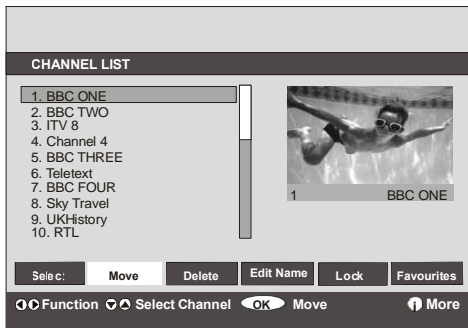 CHANNEL LIST
1. BBC ONE
2. BBC TWO
3. ITV 8
4. Channel 4
5. BBC THREE
6. Teletext
7. BBC FOUR
8. Sky Travel
9. UKHistory
10. RTL
1 BBC ONE
Selec: Move Delete Edit Name Lock Favourites
Function Select Channel OK Move i More